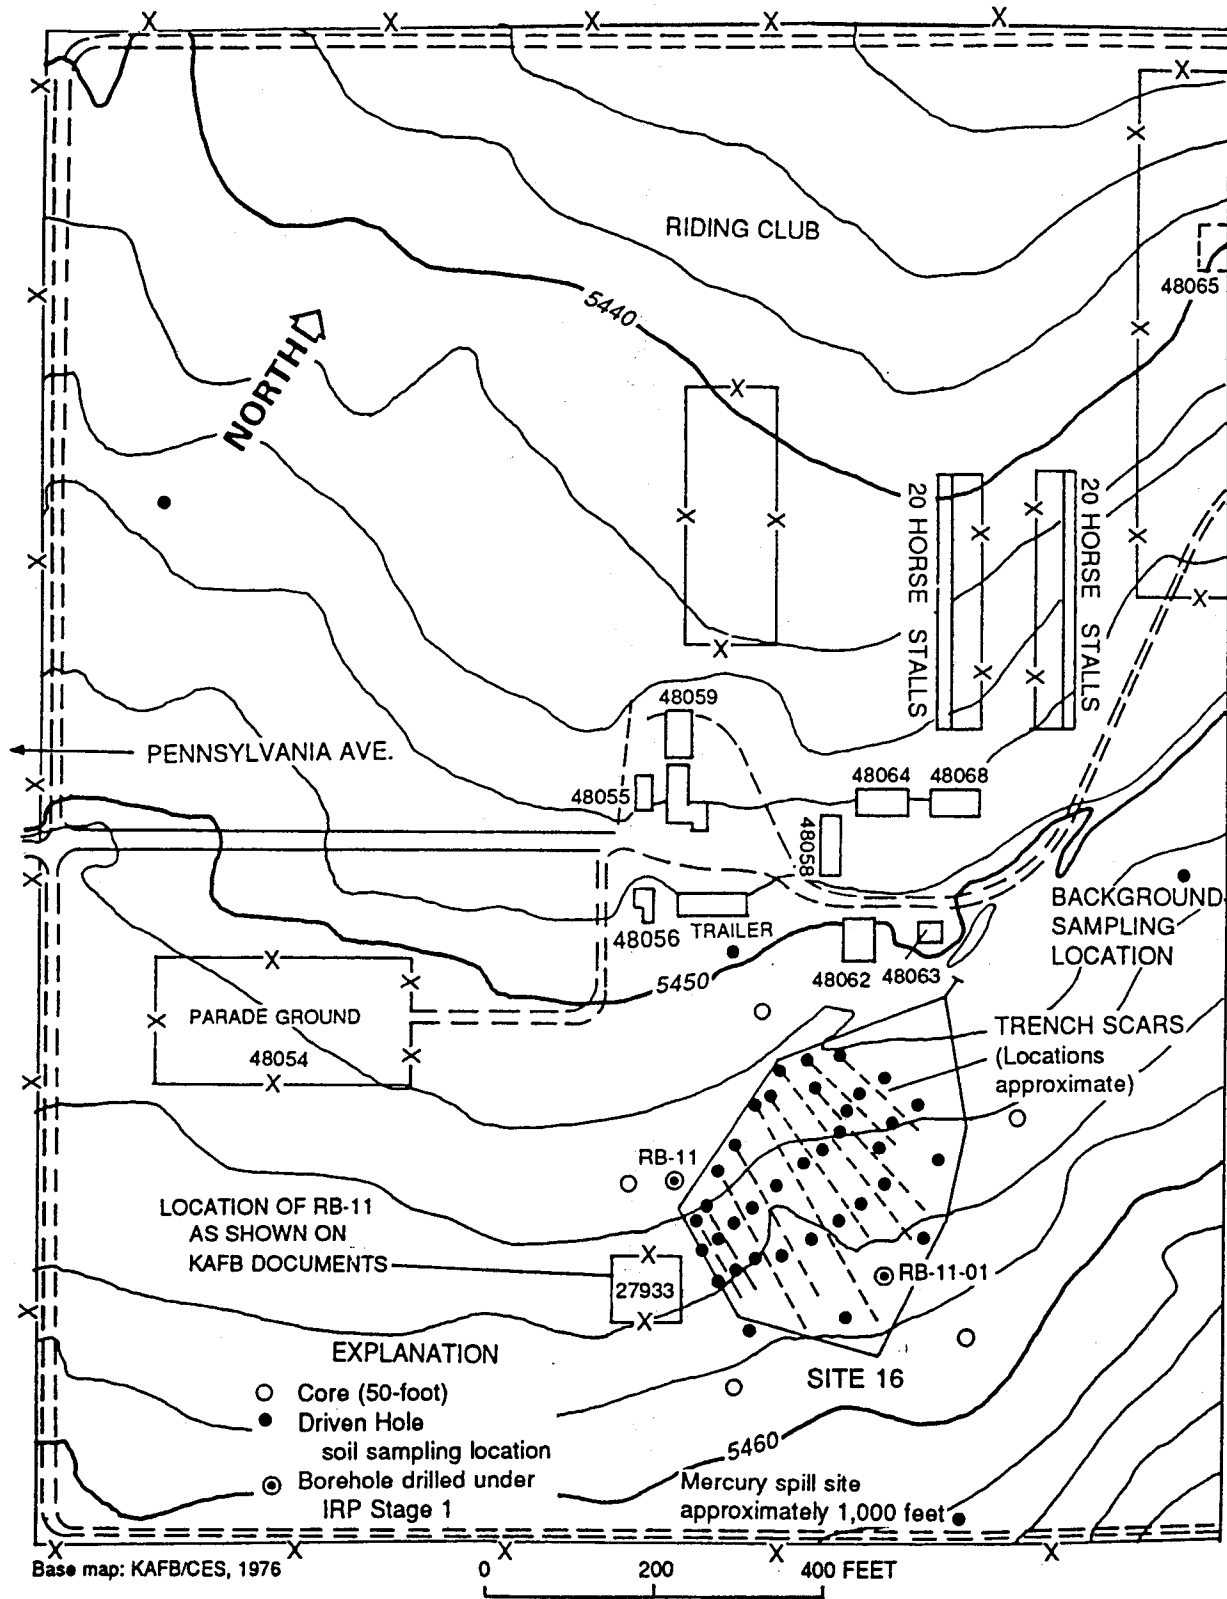 RIDING CLUB
48065
5440
NORTH
20 HORSE STALLS
20 HORSE STALLS
48059
PENNSYLVANIA AVE.
48055
48064
48068
48058
BACKGROUND
SAMPLING
LOCATION
48056
TRAILER
48062
48063
5450
PARADE GROUND
48054
TRENCH SCARS
(Locations
approximate)
RB-11
LOCATION OF RB-11
AS SHOWN ON
KAFB DOCUMENTS
27933
RB-11-01
SITE 16
EXPLANATION
Core (50-foot)
Driven Hole
soil sampling location
Borehole drilled under
IRP Stage 1
5460
Mercury spill site
approximately 1,000 feet
Base map: KAFB/CES, 1976
0 200 400 FEET